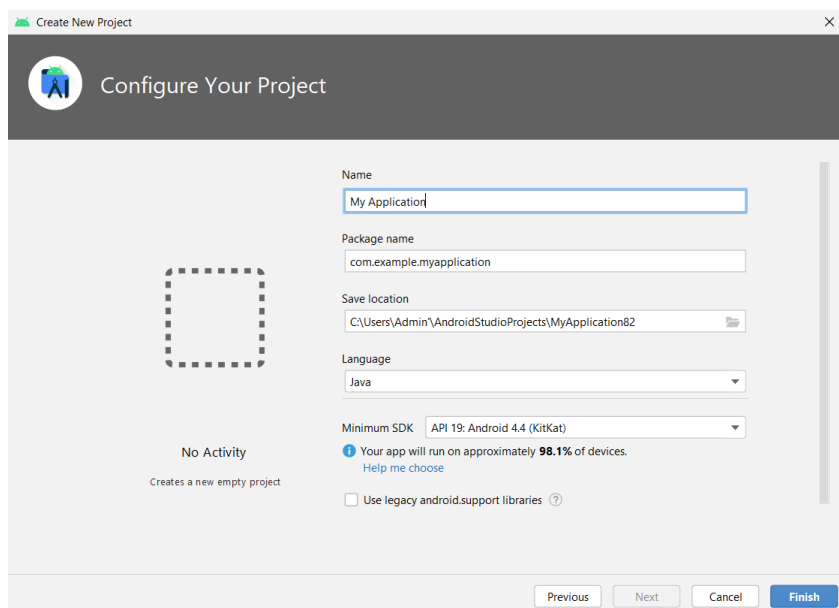 Create New Project
Configure Your Project
Name
My Application
Package name
com.example.myapplication
Save location
C:\Users\Admin"\AndroidStudioProjects\MyApplication82
Language
Java
Minimum SDK API 19: Android 4.4 (KitKat)
Your app will run on approximately 98.1% of devices.
Help me choose
Use legacy android.support libraries ?
No Activity
Creates a new empty project
Previous Next Cancel Finish